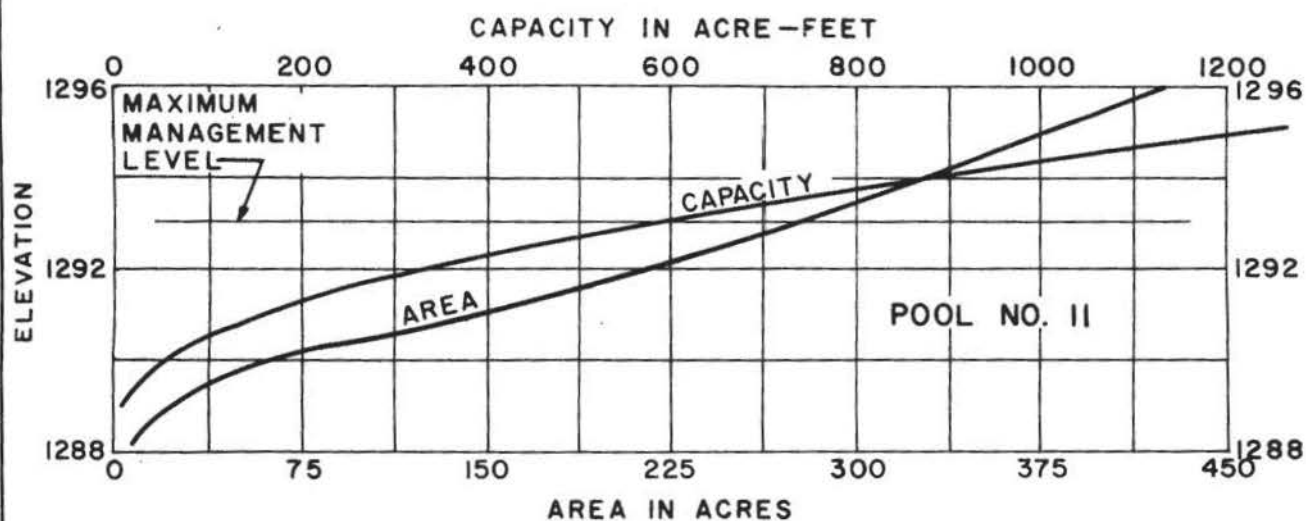 CAPACITY IN ACRE-FEET
0 200 400 600 800 1000 1200
1296 1296
MAXIMUM
MANAGEMENT
LEVEL
CAPACITY
ELEVATION
1292 1292
AREA
POOL NO. 11
1288 1288
0 75 150 225 300 375 450
AREA IN ACRES